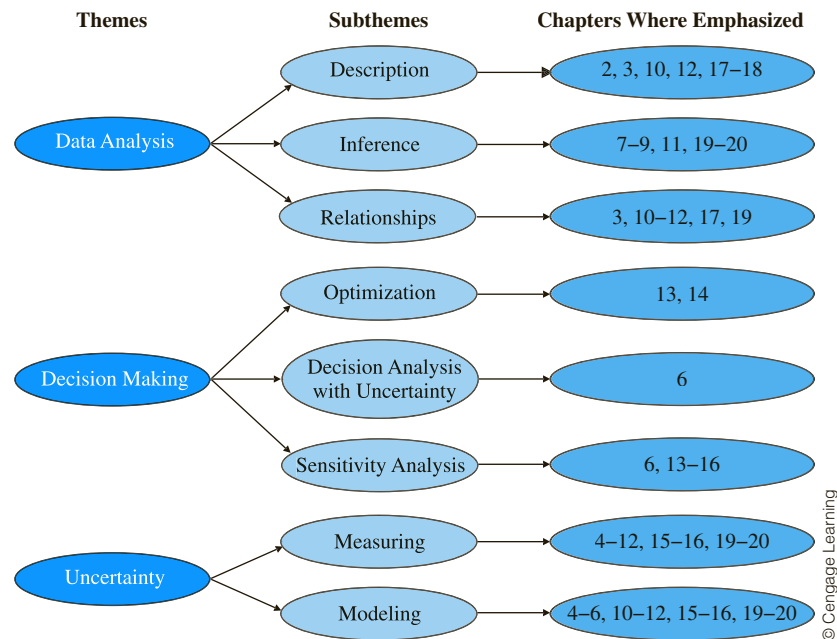 Themes Subthemes Chapters Where Emphasized
Description 2, 3, 10, 12, 17–18
Data Analysis Inference 7–9, 11, 19–20
Relationships 3, 10–12, 17, 19
Optimization 13, 14
Decision Making Decision Analysis
with Uncertainty 6
Sensitivity Analysis 6, 13–16
Measuring 4–12, 15–16, 19–20
Uncertainty
Modeling 4–6, 10–12, 15–16, 19–20
© Cengage Learning